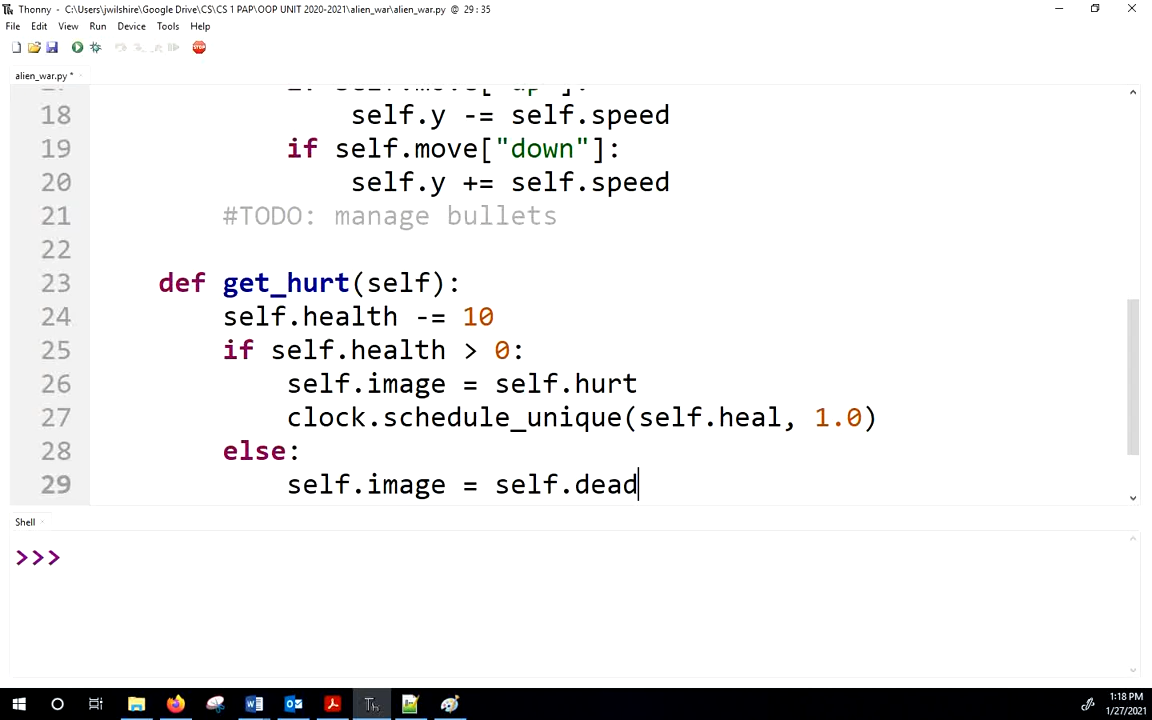 Thonny - C:\Users\jwilshire\Google Drive\CS\CS 1 PAP\OOP UNIT 2020-2021\alien_war\alien_war.py @ 29 : 35
File Edit View Run Device Tools Help
STOP
alien_war.py *
18 self.y -= self.speed
19 if self.move["down"]:
20 self.y += self.speed
21 #TODO: manage bullets
22
23 def get_hurt(self):
24 self.health -= 10
25 if self.health > 0:
26 self.image = self.hurt
27 clock.schedule_unique(self.heal, 1.0)
28 else:
29 self.image = self.dead
Shell
>>>
1:18 PM
1/27/2021